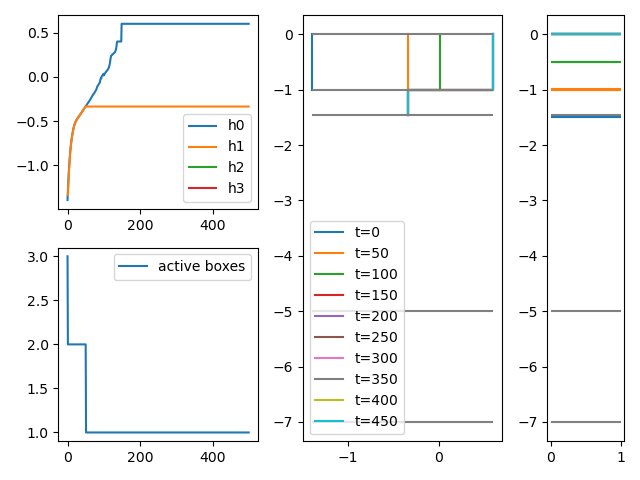 0.5
0.0
−0.5
−1.0
h0
h1
h2
h3
0 200 400
3.0
2.5
2.0
1.5
1.0
active boxes
0 200 400
0
−1
−2
−3
−4
−5
−6
−7
t=0
t=50
t=100
t=150
t=200
t=250
t=300
t=350
t=400
t=450
−1 0
0
−1
−2
−3
−4
−5
−6
−7
0 1